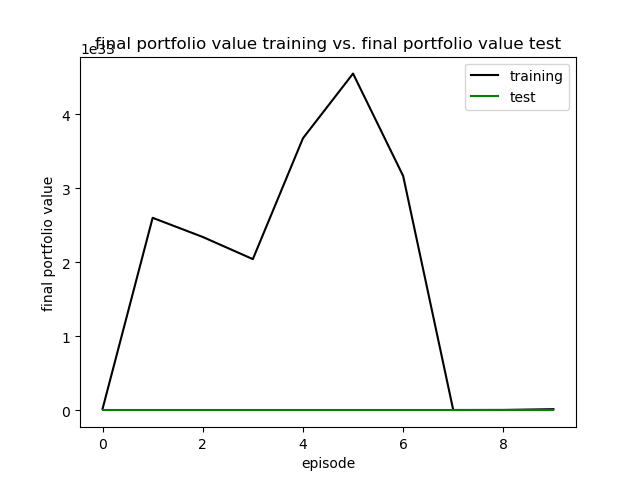 final portfolio value training vs. final portfolio value test
1e33
training
test
4
3
2
1
0
final portfolio value
0 2 4 6 8
episode